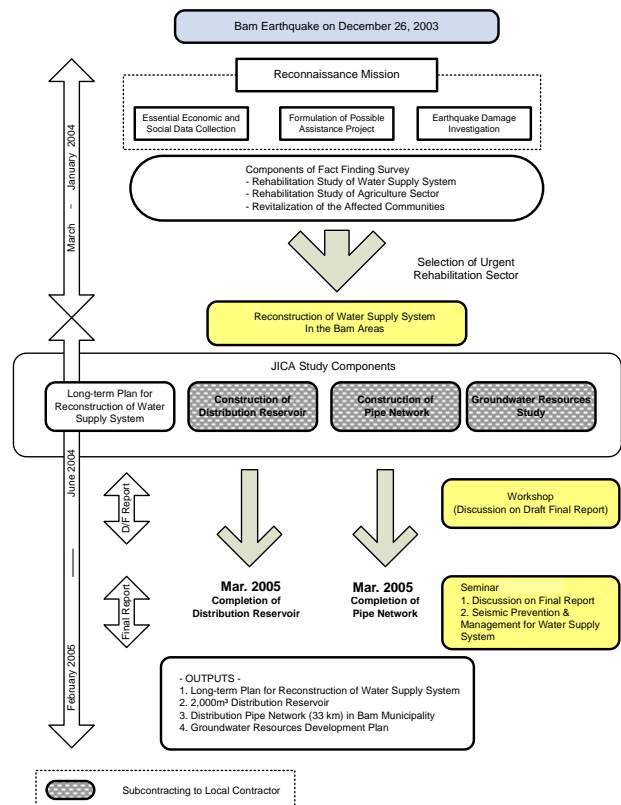 Bam Earthquake on December 26, 2003
Reconnaissance Mission
Essential Economic and
Social Data Collection
Formulation of Possible
Assistance Project
Earthquake Damage
Investigation
March – January 2004
Components of Fact Finding Survey
- Rehabilitation Study of Water Supply System
- Rehabilitation Study of Agriculture Sector
- Revitalization of the Affected Communities
Selection of Urgent
Rehabilitation Sector
Reconstruction of Water Supply System
In the Bam Areas
JICA Study Components
Long-term Plan for
Reconstruction of Water
Supply System
Construction of
Distribution Reservoir
Construction of
Pipe Network
Groundwater Resources
Study
February 2005 — June 2004
D/F Report
Workshop
(Discussion on Draft Final Report)
Final Report
Mar. 2005
Completion of
Distribution Reservoir
Mar. 2005
Completion of
Pipe Network
Seminar
1. Discussion on Final Report
2. Seismic Prevention &
Management for Water Supply
System
- OUTPUTS -
1. Long-term Plan for Reconstruction of Water Supply System
2. 2,000m³ Distribution Reservoir
3. Distribution Pipe Network (33 km) in Bam Municipality
4. Groundwater Resources Development Plan
Subcontracting to Local Contractor